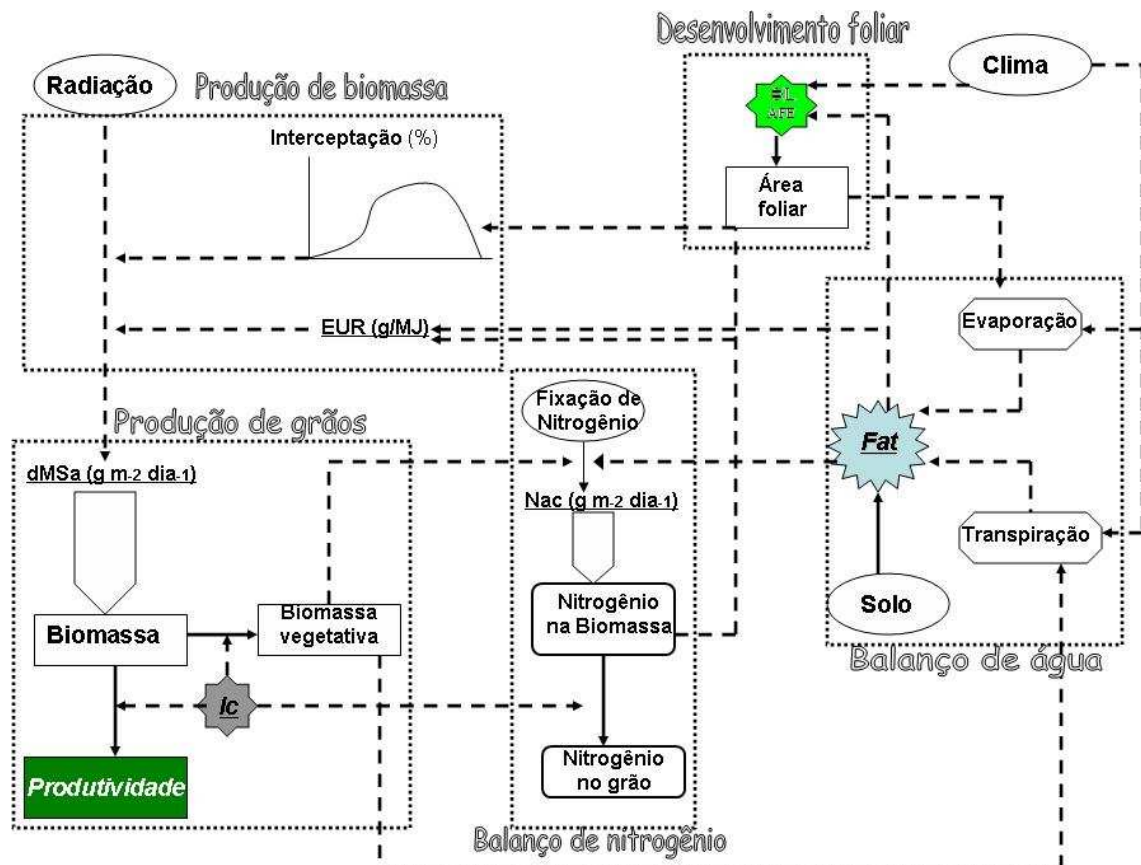 Desenvolvimento foliar
Radiação
Produção de biomassa
Clima
Interceptação (%)
AFE
Área
foliar
EUR (g/MJ)
Evaporação
Fixação de
Nitrogênio
Produção de grãos
Fat
dMSa (g m-2 dia-1)
Nac (g m-2 dia-1)
Transpiração
Solo
Biomassa
Biomassa
vegetativa
Nitrogênio
na Biomassa
Balanço de água
Ic
Produtividade
Nitrogênio
no grão
Balanço de nitrogênio